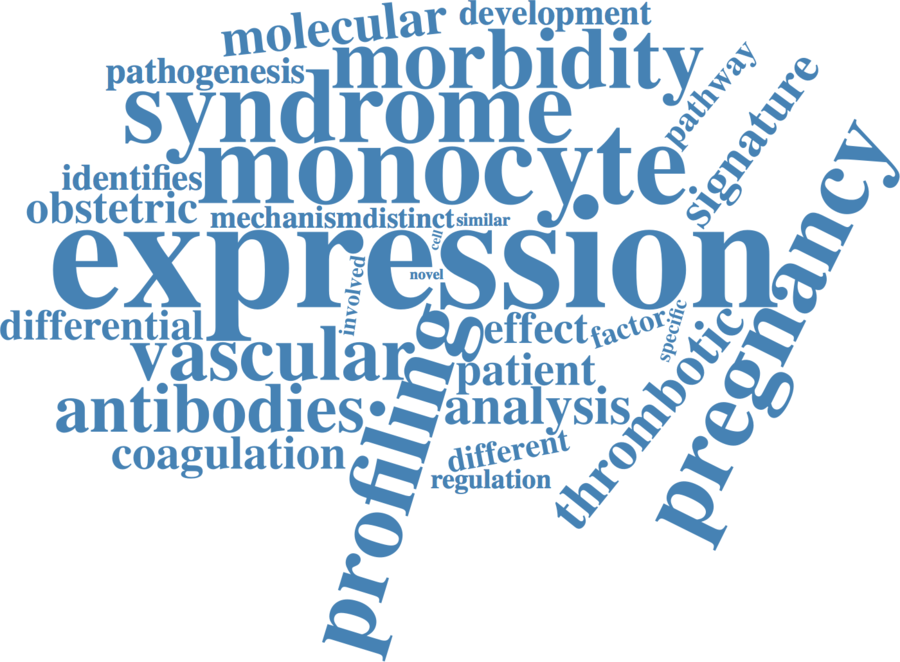 development
molecular
morbidity
pathogenesis
pathway
signature
syndrome
monocyte
pregnancy
identifies
obstetric
mechanism
distinct
similar
cell
expression
novel
involved
differential
effect
factor
specific
thrombotic
vascular
profiling
patient
antibodies
analysis
coagulation
different
regulation